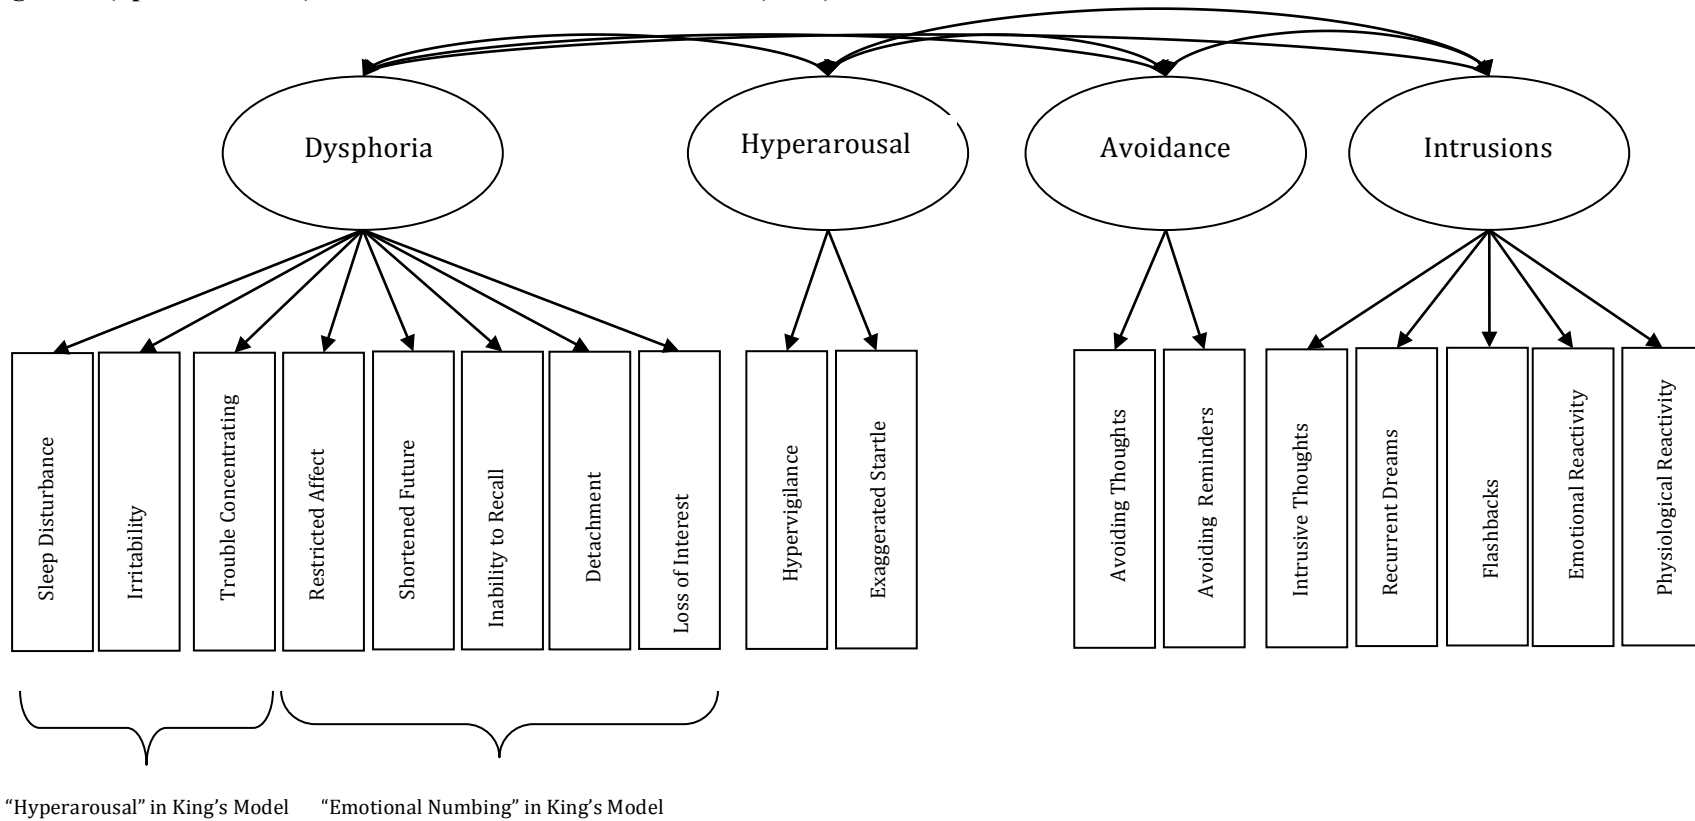 Dysphoria
Hyperarousal
Avoidance
Intrusions
Sleep Disturbance
Irritability
Trouble Concentrating
Restricted Affect
Shortened Future
Inability to Recall
Detachment
Loss of Interest
Hypervigilance
Exaggerated Startle
Avoiding Thoughts
Avoiding Reminders
Intrusive Thoughts
Recurrent Dreams
Flashbacks
Emotional Reactivity
Physiological Reactivity
“Hyperarousal” in King’s Model
“Emotional Numbing” in King’s Model